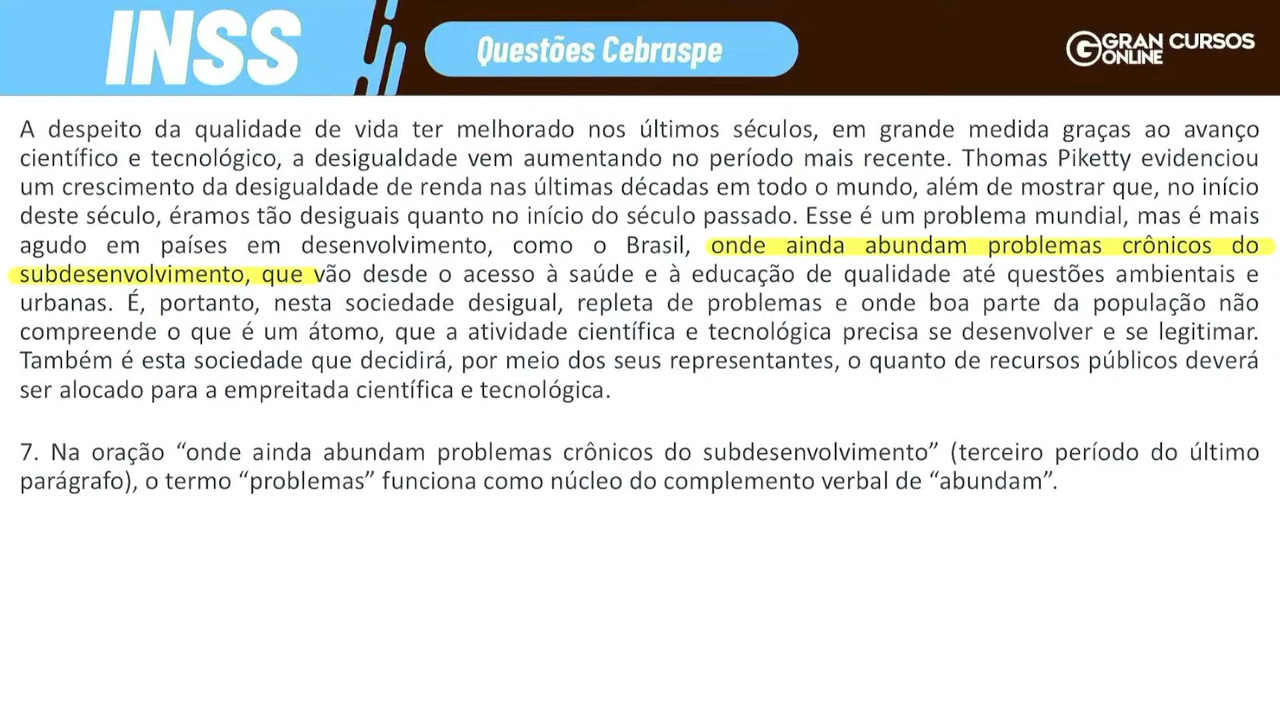 INSS
Questões Cebraspe
GRAN CURSOS
ONLINE
A despeito da qualidade de vida ter melhorado nos últimos séculos, em grande medida graças ao avanço
científico e tecnológico, a desigualdade vem aumentando no período mais recente. Thomas Piketty evidenciou
um crescimento da desigualdade de renda nas últimas décadas em todo o mundo, além de mostrar que, no início
deste século, éramos tão desiguais quanto no início do século passado. Esse é um problema mundial, mas é mais
agudo em países em desenvolvimento, como o Brasil, onde ainda abundam problemas crônicos do
subdesenvolvimento, que vão desde o acesso à saúde e à educação de qualidade até questões ambientais e
urbanas. É, portanto, nesta sociedade desigual, repleta de problemas e onde boa parte da população não
compreende o que é um átomo, que a atividade científica e tecnológica precisa se desenvolver e se legitimar.
Também é esta sociedade que decidirá, por meio dos seus representantes, o quanto de recursos públicos deverá
ser alocado para a empreitada científica e tecnológica.
7. Na oração “onde ainda abundam problemas crônicos do subdesenvolvimento” (terceiro período do último
parágrafo), o termo “problemas” funciona como núcleo do complemento verbal de “abundam”.